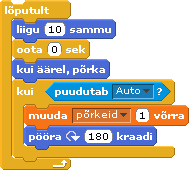 lõputult
liigu 10 sammu
oota 0 sek
kui äärel, põrka
kui puudutab Auto ?
muuda põrkeid 1 võrra
pööra 180 kraadi